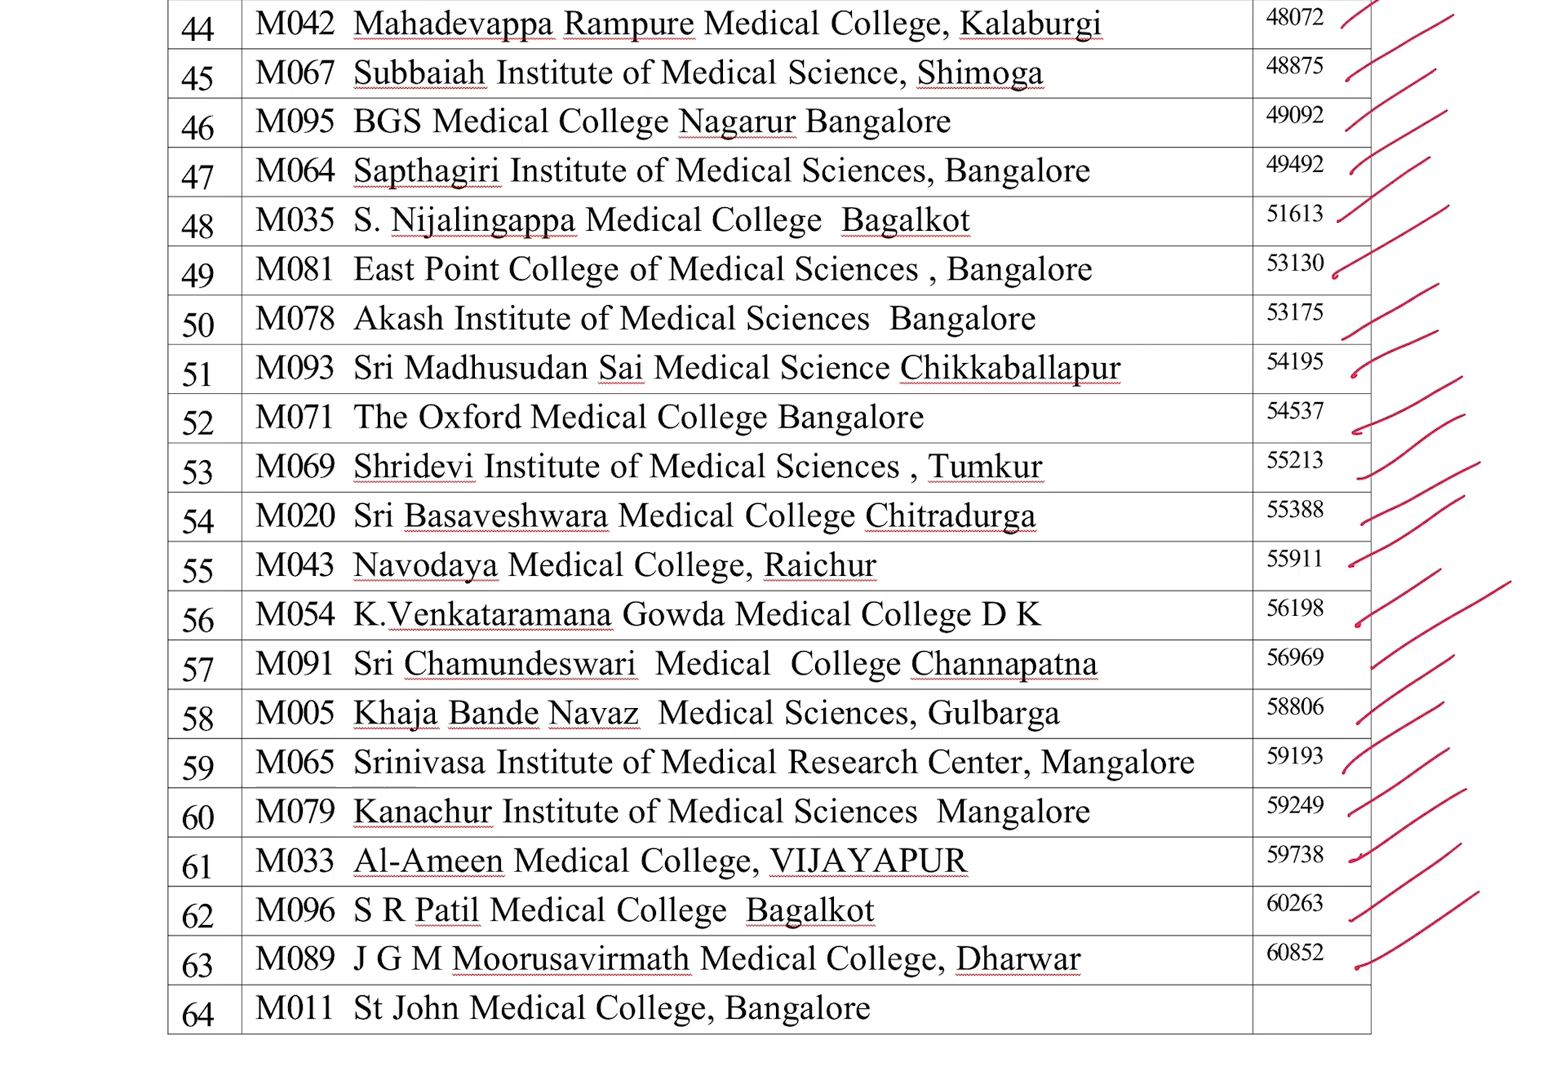 44 M042 Mahadevappa Rampure Medical College, Kalaburgi 48072
45 M067 Subbaiah Institute of Medical Science, Shimoga 48875
46 M095 BGS Medical College Nagarur Bangalore 49092
47 M064 Sapthagiri Institute of Medical Sciences, Bangalore 49492
48 M035 S. Nijalingappa Medical College Bagalkot 51613
49 M081 East Point College of Medical Sciences , Bangalore 53130
50 M078 Akash Institute of Medical Sciences Bangalore 53175
51 M093 Sri Madhusudan Sai Medical Science Chikkaballapur 54195
52 M071 The Oxford Medical College Bangalore 54537
53 M069 Shridevi Institute of Medical Sciences , Tumkur 55213
54 M020 Sri Basaveshwara Medical College Chitradurga 55388
55 M043 Navodaya Medical College, Raichur 55911
56 M054 K.Venkataramana Gowda Medical College D K 56198
57 M091 Sri Chamundeswari Medical College Channapatna 56969
58 M005 Khaja Bande Navaz Medical Sciences, Gulbarga 58806
59 M065 Srinivasa Institute of Medical Research Center, Mangalore 59193
60 M079 Kanachur Institute of Medical Sciences Mangalore 59249
61 M033 Al-Ameen Medical College, VIJAYAPUR 59738
62 M096 S R Patil Medical College Bagalkot 60263
63 M089 J G M Moorusavirmath Medical College, Dharwar 60852
64 M011 St John Medical College, Bangalore